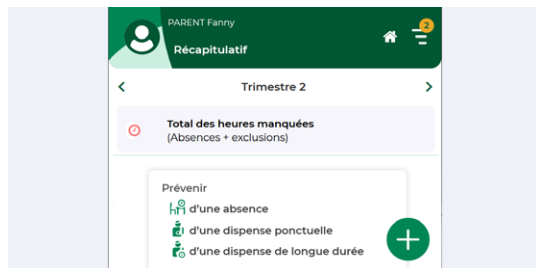 PARENT Fanny
2
Récapitulatif
Trimestre 2
Total des heures manquées
(Absences + exclusions)
Prévenir
d'une absence
d'une dispense ponctuelle
d'une dispense de longue durée